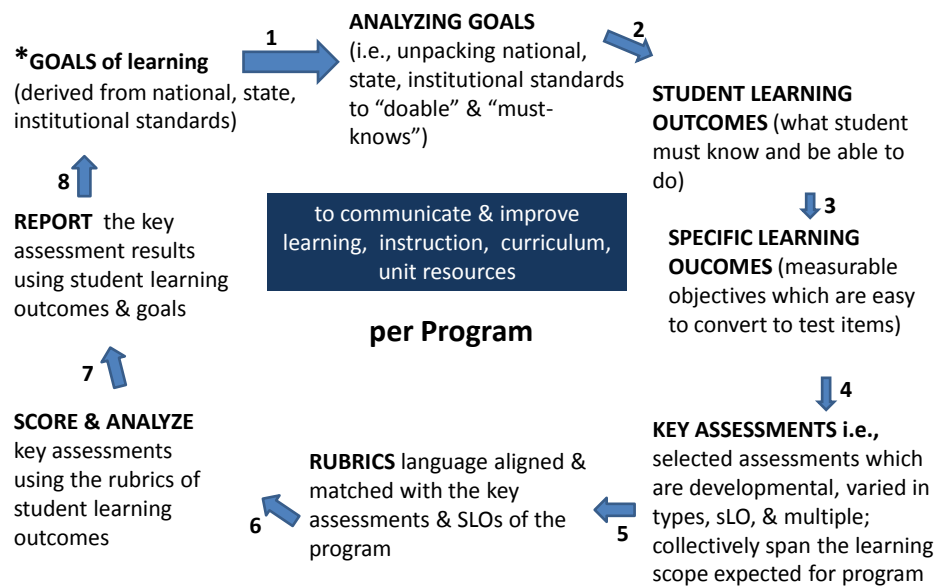 *GOALS of learning
(derived from national, state,
institutional standards)
1
ANALYZING GOALS
(i.e., unpacking national,
state, institutional standards
to “doable” & “must-
knows”)
2
STUDENT LEARNING
OUTCOMES (what student
must know and be able to
do)
3
SPECIFIC LEARNING
OUCOMES (measurable
objectives which are easy
to convert to test items)
4
KEY ASSESSMENTS i.e.,
selected assessments which
are developmental, varied in
types, sLO, & multiple;
collectively span the learning
scope expected for program
5
RUBRICS language aligned &
matched with the key
assessments & SLOs of the
program
6
SCORE & ANALYZE
key assessments
using the rubrics of
student learning
outcomes
7
REPORT the key
assessment results
using student learning
outcomes & goals
8
to communicate & improve
learning, instruction, curriculum,
unit resources
per Program